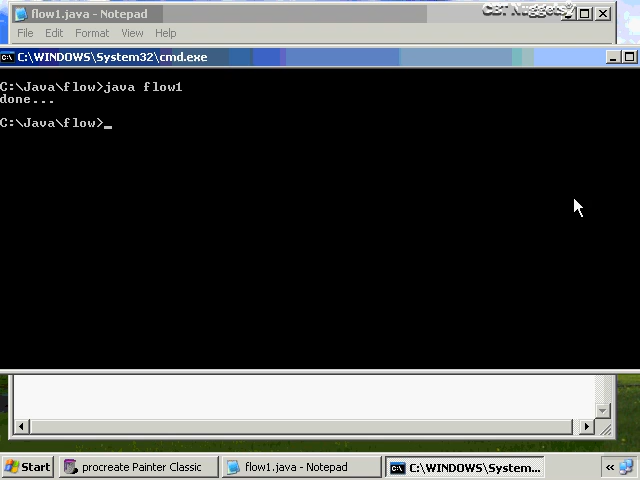 flow1.java - Notepad
CBT Nuggets
File Edit Format View Help
C:\WINDOWS\System32\cmd.exe
C:\Java\flow>java flow1
done...
C:\Java\flow>_
Start
procreate Painter Classic
flow1.java - Notepad
C:\WINDOWS\System...